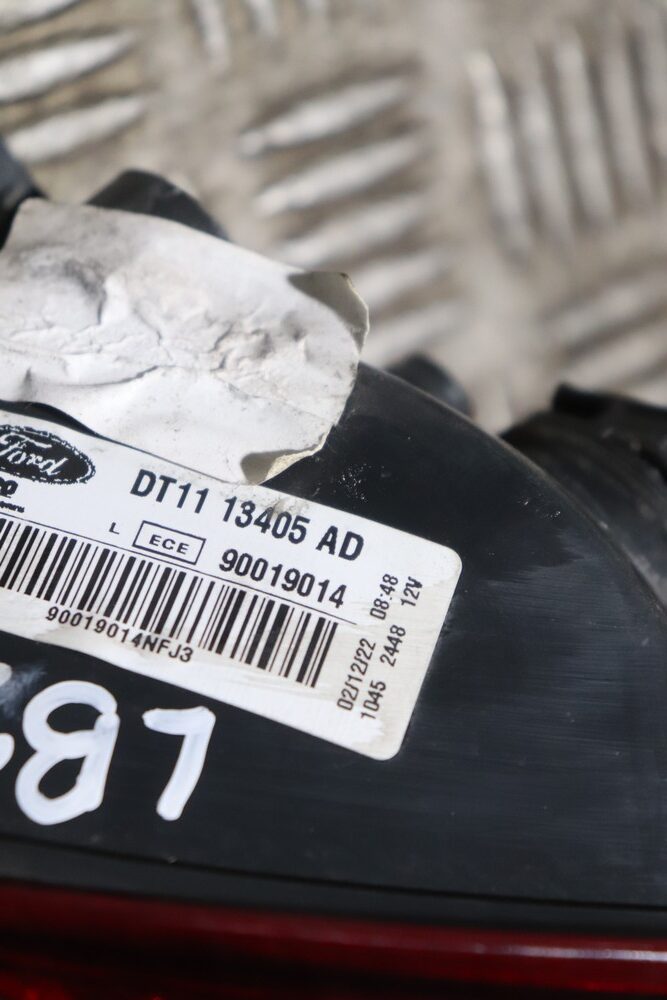 Ford
DT11 13405 AD
L ECE 90019014
90019014NFJ3
02/12/22 08:48
1045 2448 12V